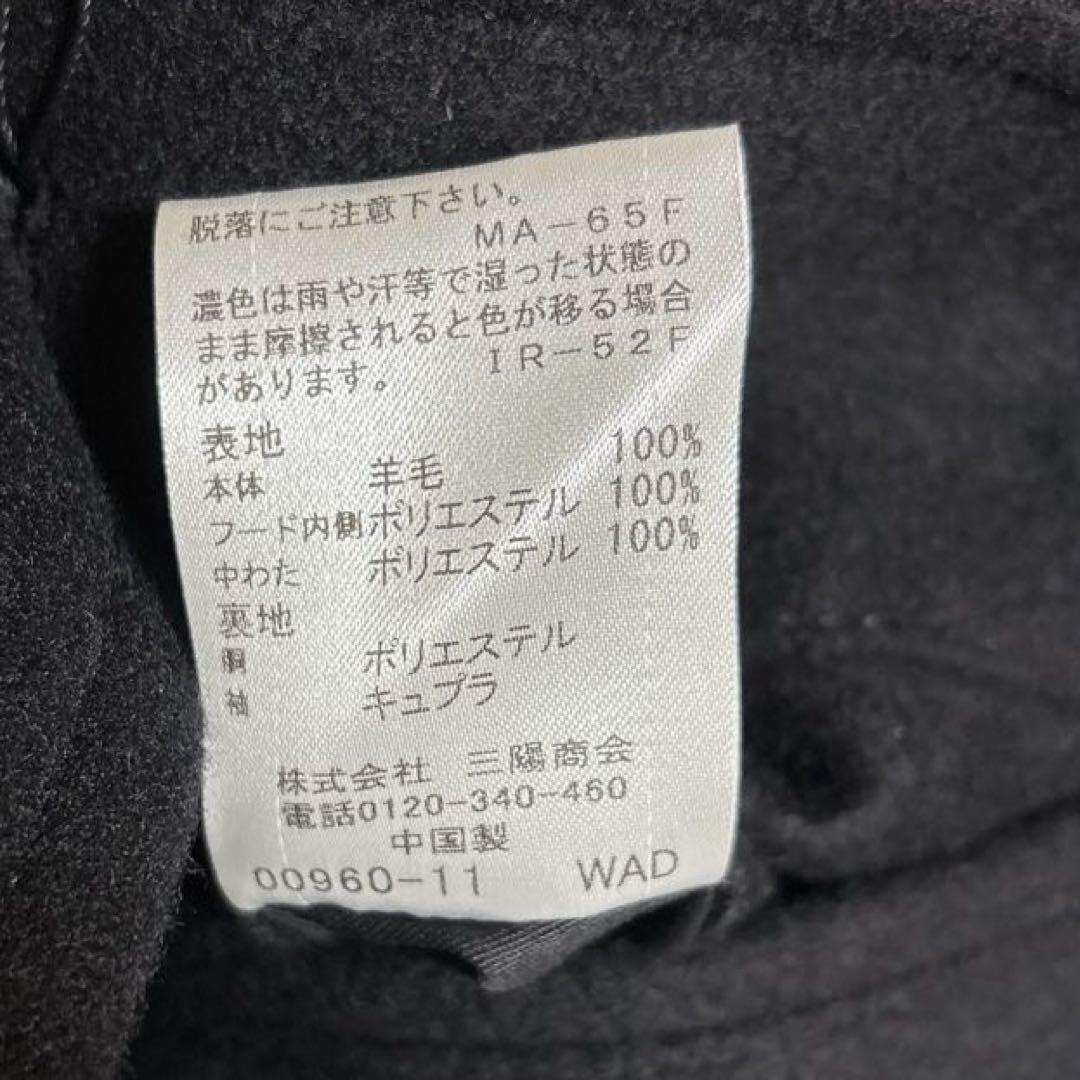 脱落にご注意下さい。
MA-65F
濃色は雨や汗等で湿った状態の
まま摩擦されると色が移る場合
があります。 IR-52F
表地
本体 羊毛 100%
フード内側 ポリエステル 100%
中わた ポリエステル 100%
裏地
胴 ポリエステル
袖 キュプラ
株式会社 三陽商会
電話0120-340-460
中国製
00960-11 WAD